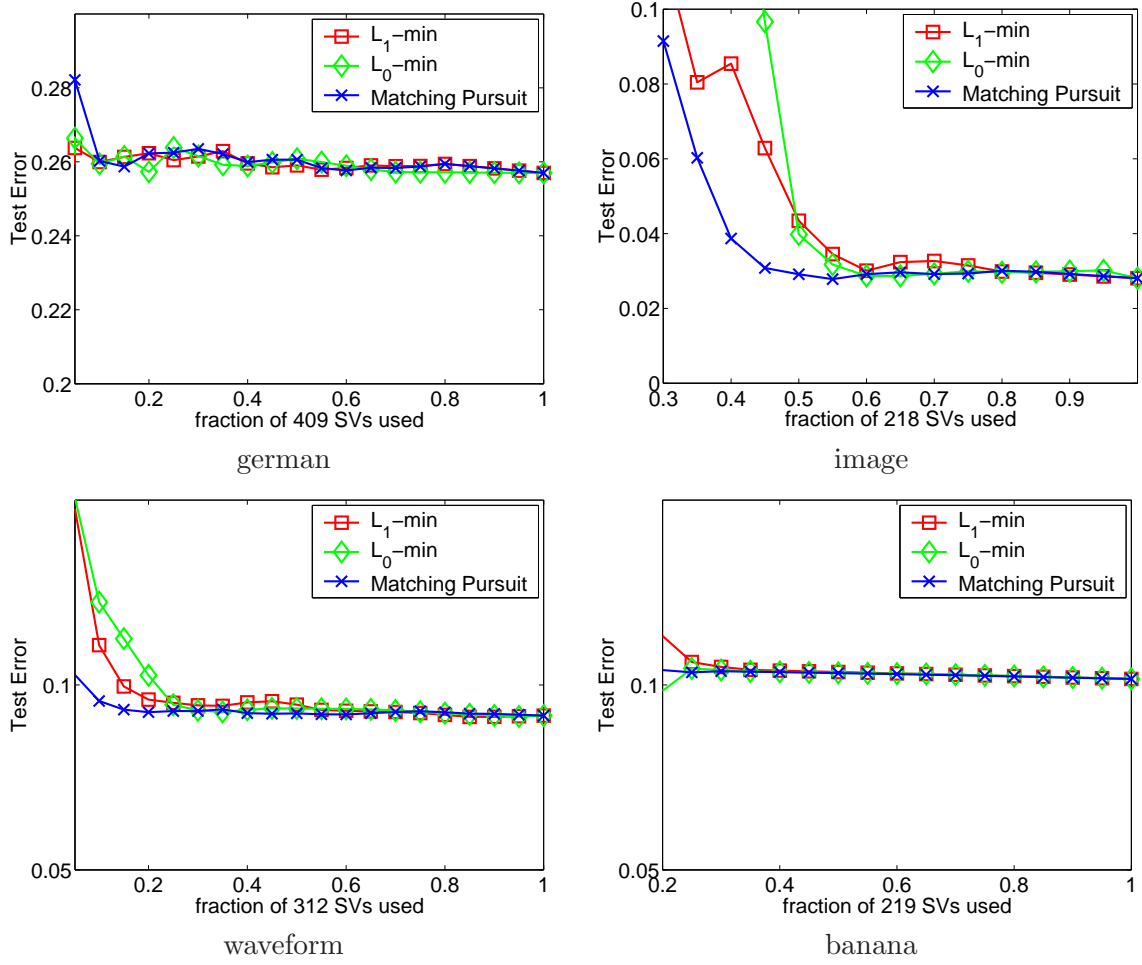 L1−min
L0−min
Matching Pursuit
0.28
0.26
0.24
0.22
0.2
Test Error
0.2 0.4 0.6 0.8 1
fraction of 409 SVs used
german
L1−min
L0−min
Matching Pursuit
0.1
0.08
0.06
0.04
0.02
0
Test Error
0.3 0.4 0.5 0.6 0.7 0.8 0.9
fraction of 218 SVs used
image
L1−min
L0−min
Matching Pursuit
0.1
0.05
Test Error
0.2 0.4 0.6 0.8 1
fraction of 312 SVs used
waveform
L1−min
L0−min
Matching Pursuit
0.1
0.05
Test Error
0.2 0.4 0.6 0.8 1
fraction of 219 SVs used
banana